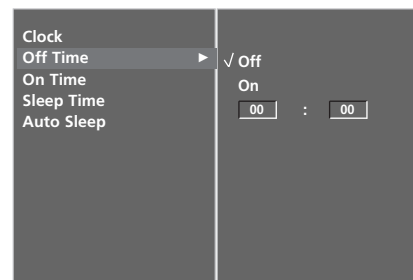 Clock
Off Time ►
On Time
Sleep Time
Auto Sleep
√ Off
On
00 : 00